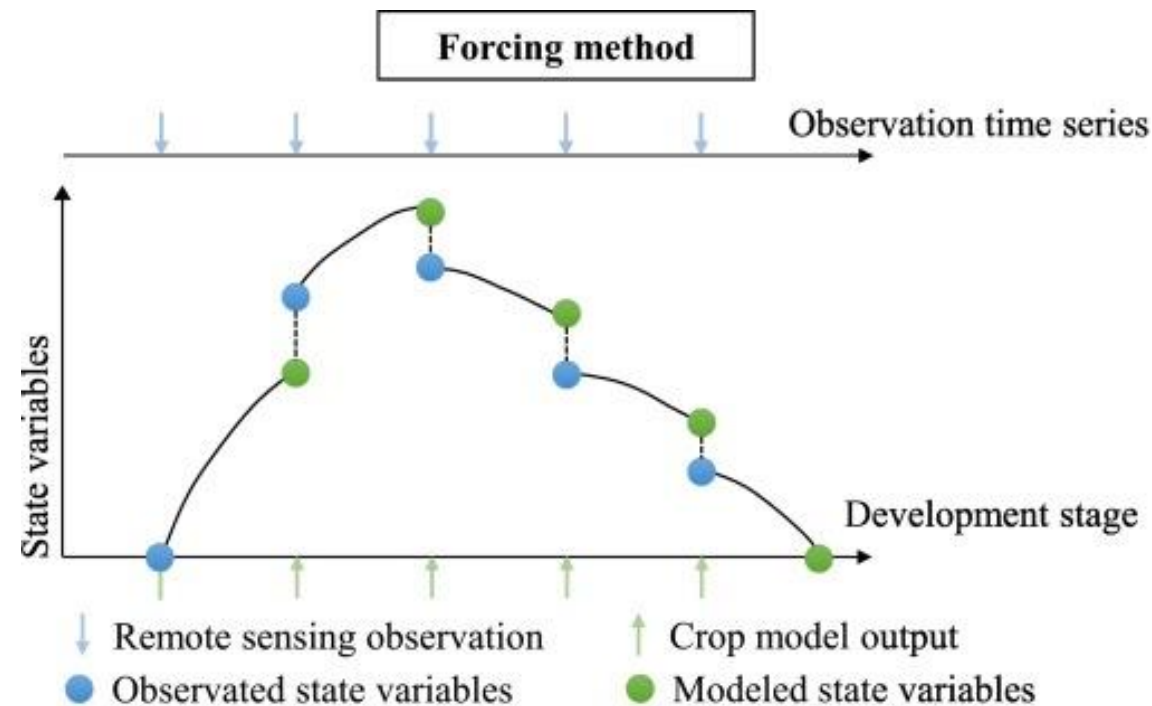 Forcing method
Observation time series
State variables
Development stage
Remote sensing observation
Crop model output
Observated state variables
Modeled state variables